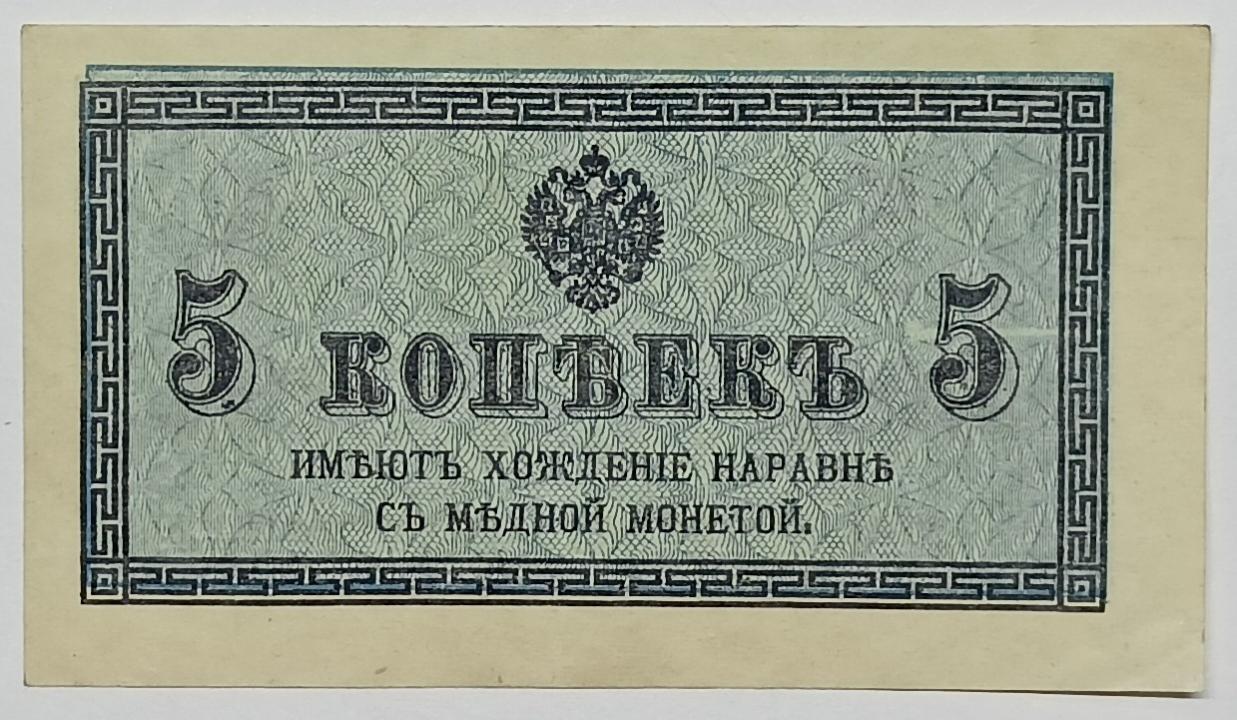 5 КОПѢЕКЪ 5
ИМѢЮТЪ ХОЖДЕНІЕ НАРАВНѢ
СЪ МѢДНОЙ МОНЕТОЙ.